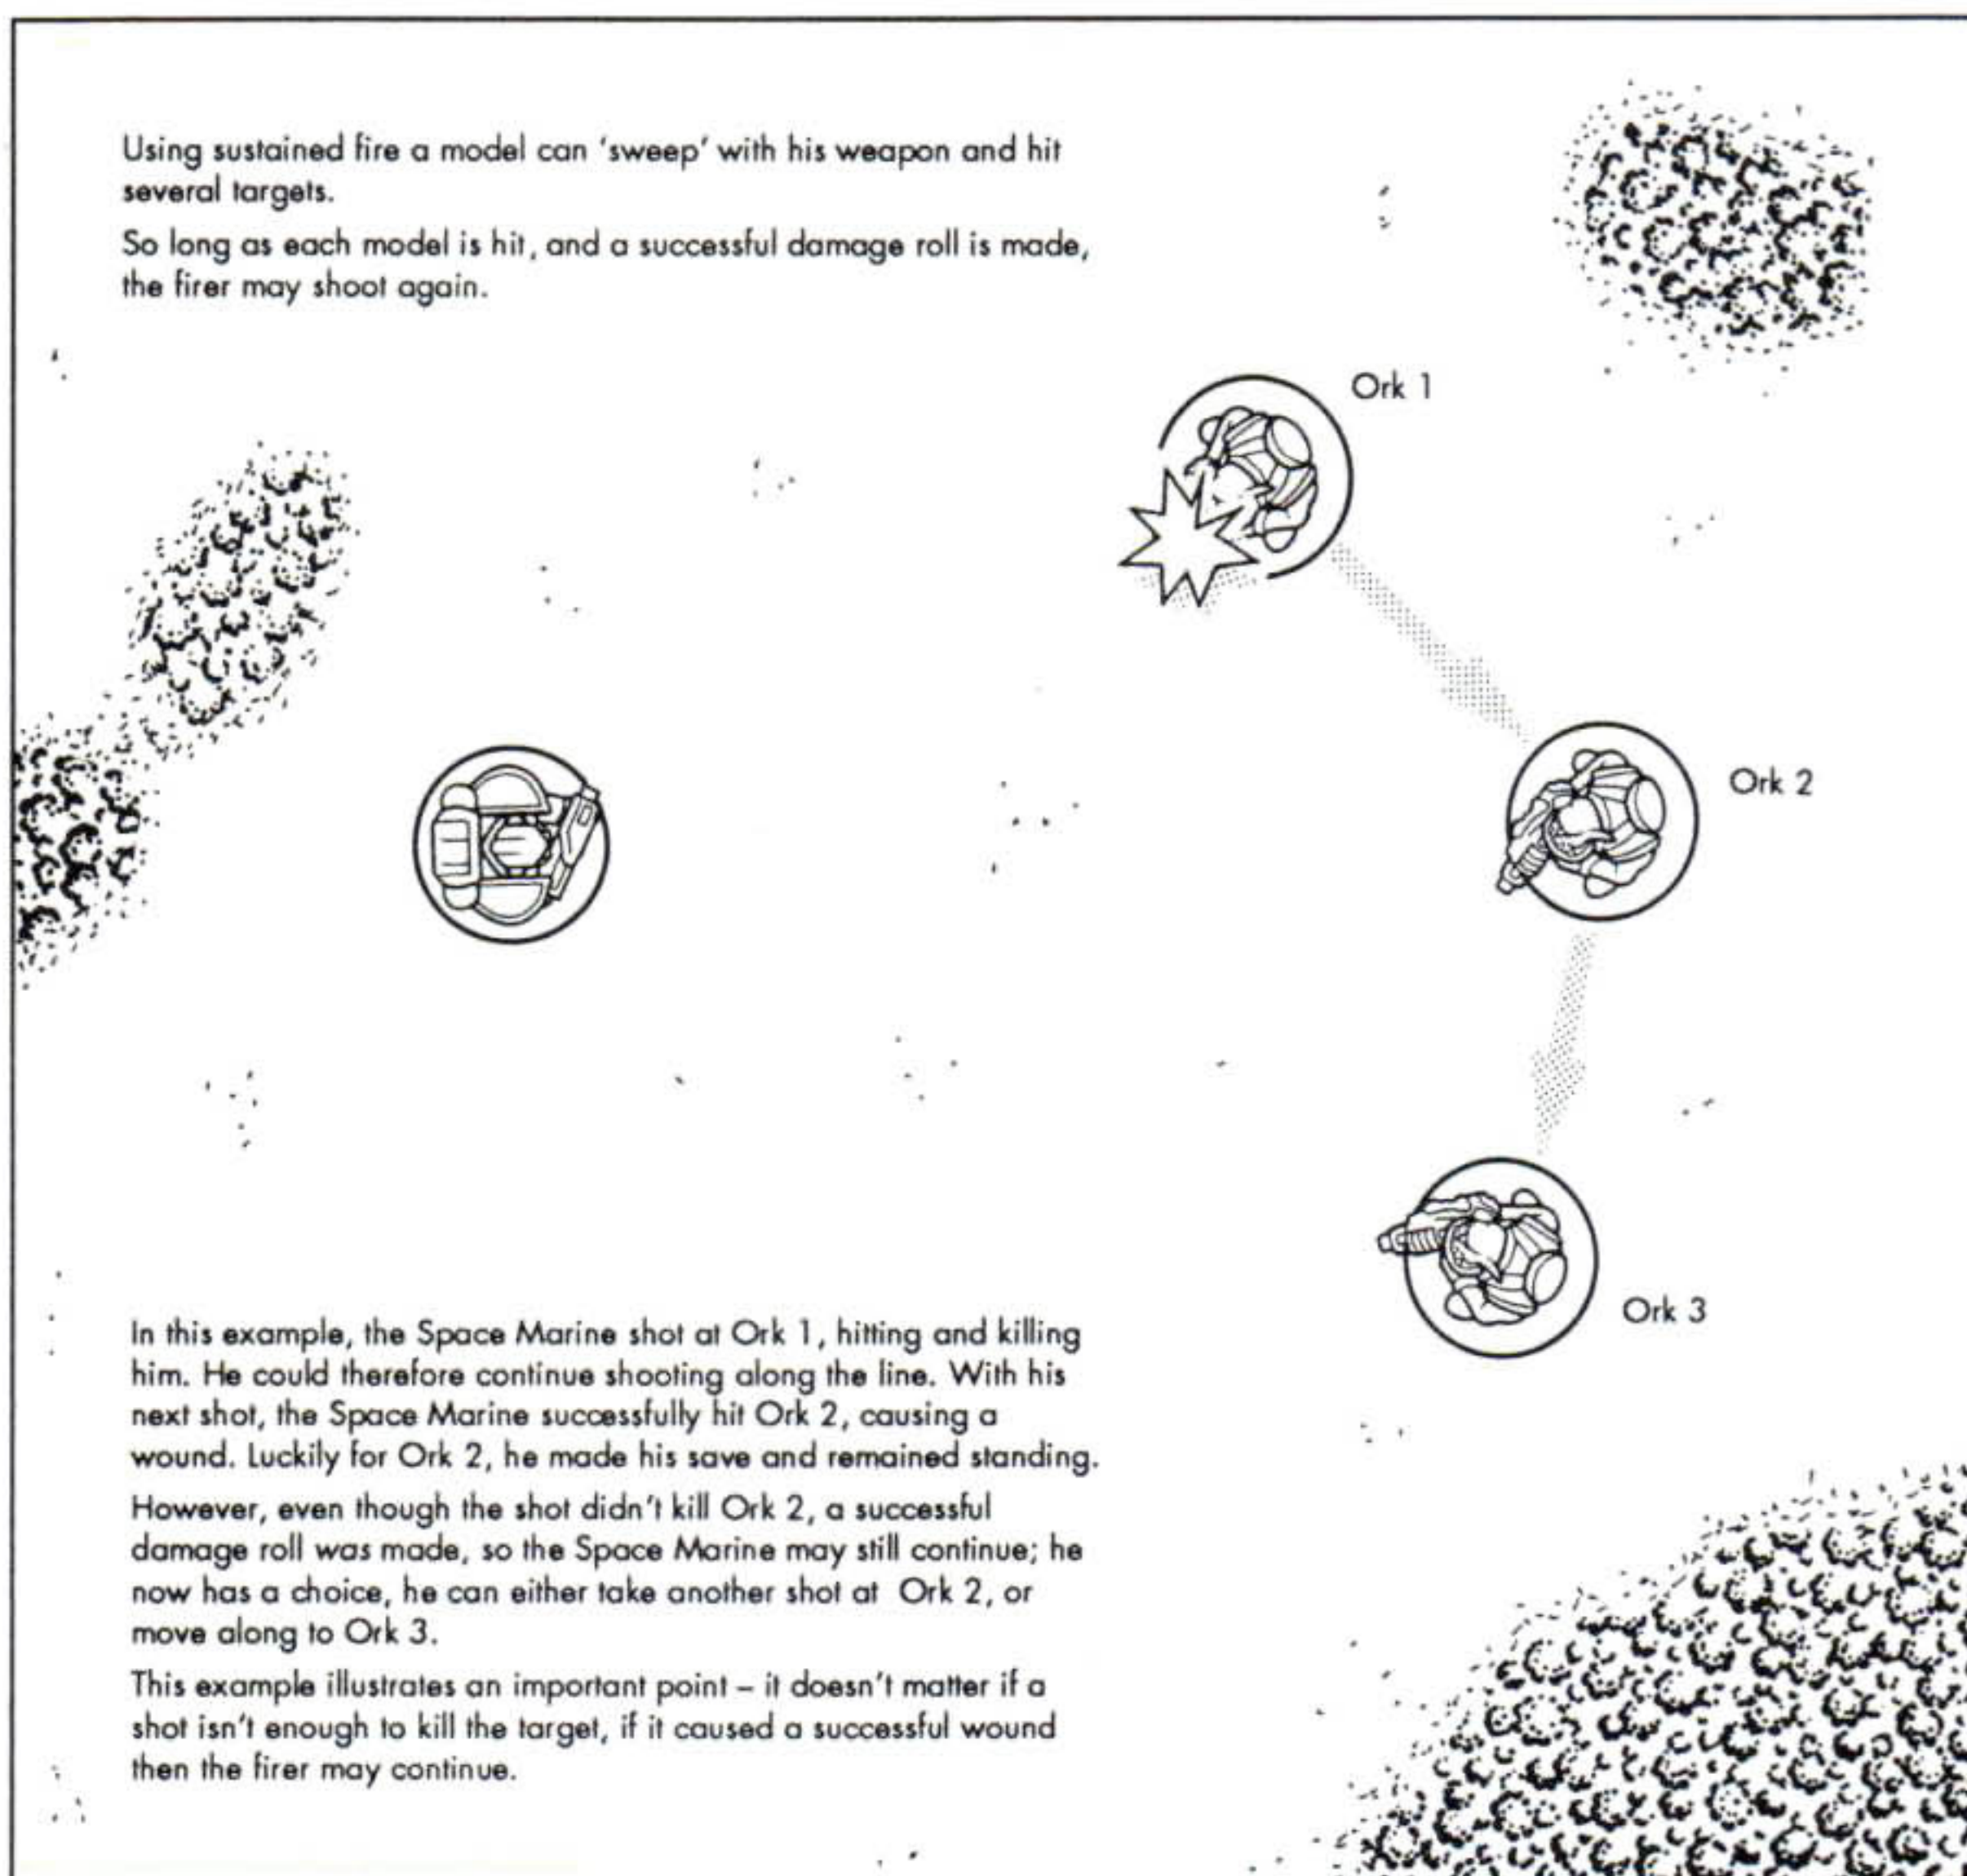 Using sustained fire a model can 'sweep' with his weapon and hit
several targets.
So long as each model is hit, and a successful damage roll is made,
the firer may shoot again.
Ork 1
Ork 2
Ork 3
In this example, the Space Marine shot at Ork 1, hitting and killing
him. He could therefore continue shooting along the line. With his
next shot, the Space Marine successfully hit Ork 2, causing a
wound. Luckily for Ork 2, he made his save and remained standing.
However, even though the shot didn't kill Ork 2, a successful
damage roll was made, so the Space Marine may still continue; he
now has a choice, he can either take another shot at Ork 2, or
move along to Ork 3.
This example illustrates an important point – it doesn't matter if a
shot isn't enough to kill the target, if it caused a successful wound
then the firer may continue.